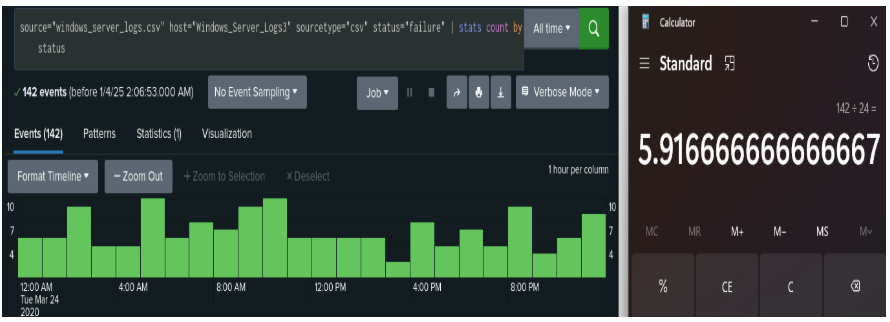 source="windows_server_logs.csv" host="Windows_Server_Logs3" sourcetype="csv" status="failure" | stats count by
status
All time ▾
✓ 142 events (before 1/4/25 2:06:53.000 AM)
No Event Sampling ▾
Job ▾
Verbose Mode ▾
Events (142)
Patterns
Statistics (1)
Visualization
Format Timeline ▾
— Zoom Out
+ Zoom to Selection
× Deselect
1 hour per column
10
7
4
10
7
4
12:00 AM
Tue Mar 24
2020
4:00 AM
8:00 AM
12:00 PM
4:00 PM
8:00 PM
Calculator
Standard
142 ÷ 24 =
5.916666666666667
MC
MR
M+
M-
MS
M˅
%
CE
C